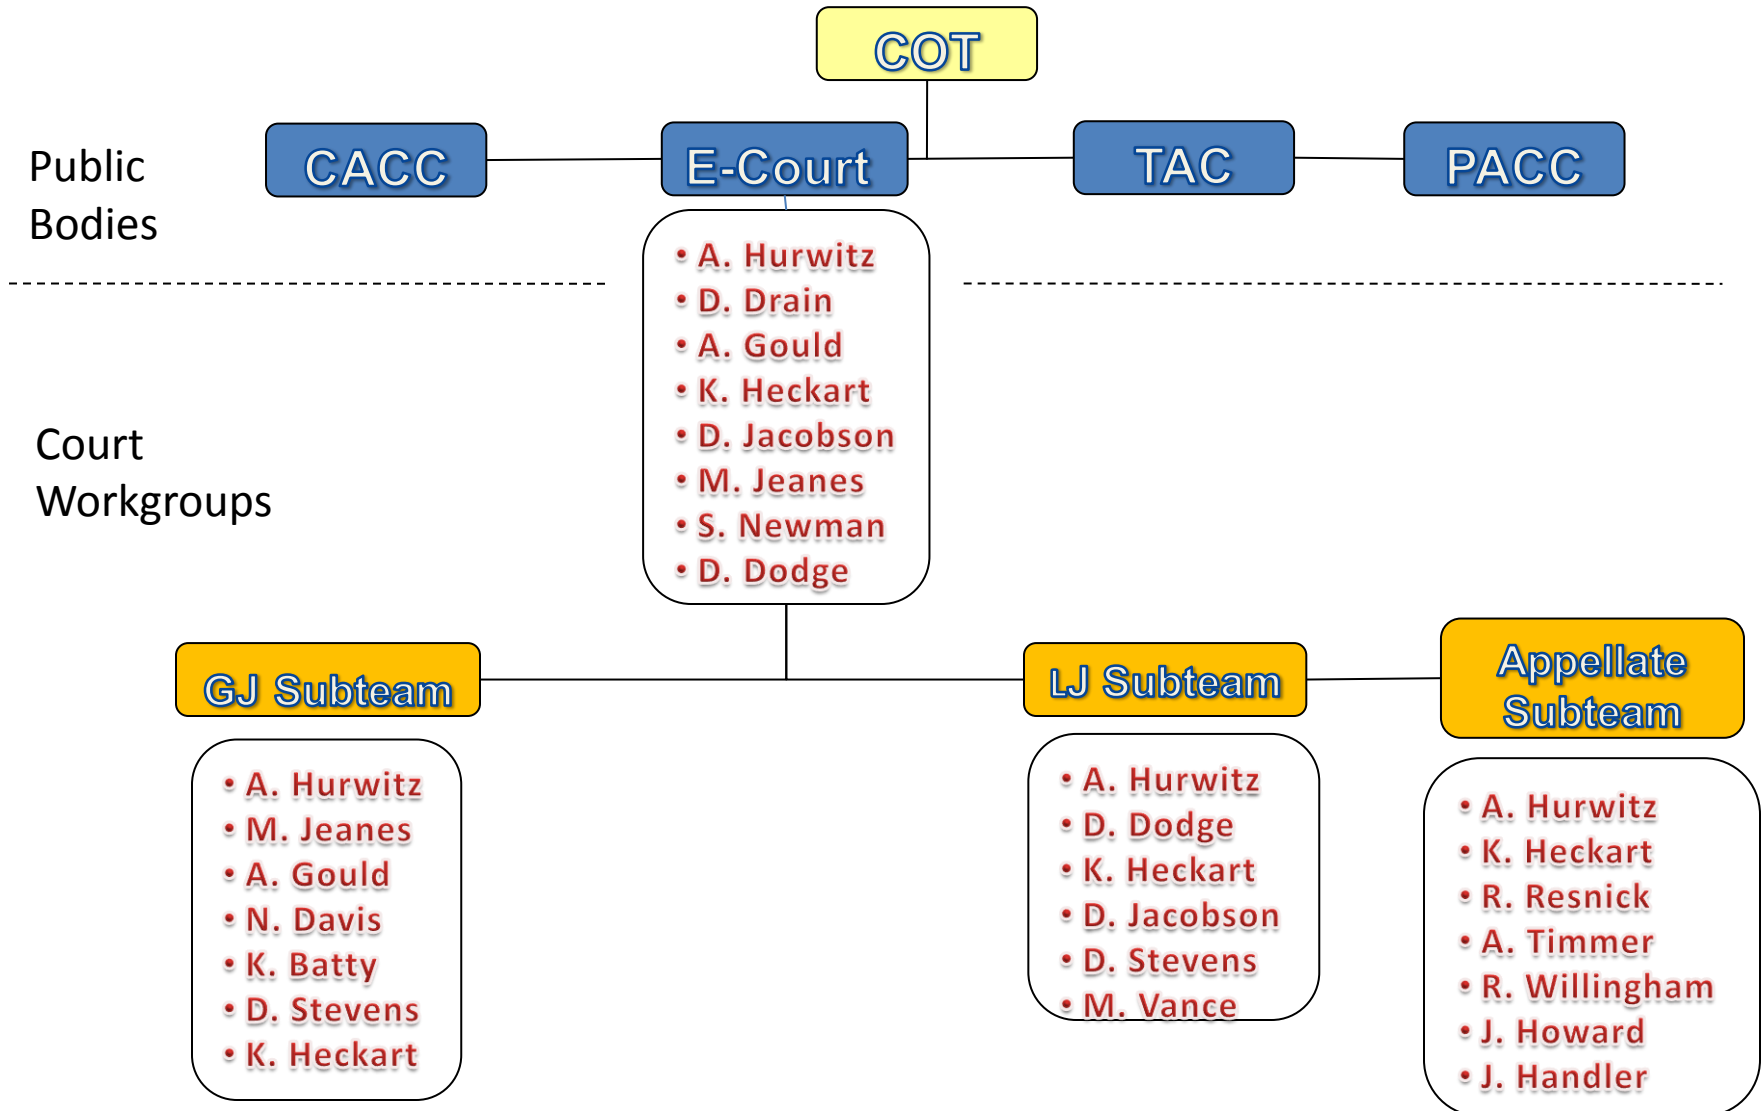 COT
Public
Bodies
CACC
E-Court
TAC
PACC
• A. Hurwitz
• D. Drain
• A. Gould
• K. Heckart
• D. Jacobson
• M. Jeanes
• S. Newman
• D. Dodge
Court
Workgroups
GJ Subteam
• A. Hurwitz
• M. Jeanes
• A. Gould
• N. Davis
• K. Batty
• D. Stevens
• K. Heckart
LJ Subteam
• A. Hurwitz
• D. Dodge
• K. Heckart
• D. Jacobson
• D. Stevens
• M. Vance
Appellate
Subteam
• A. Hurwitz
• K. Heckart
• R. Resnick
• A. Timmer
• R. Willingham
• J. Howard
• J. Handler